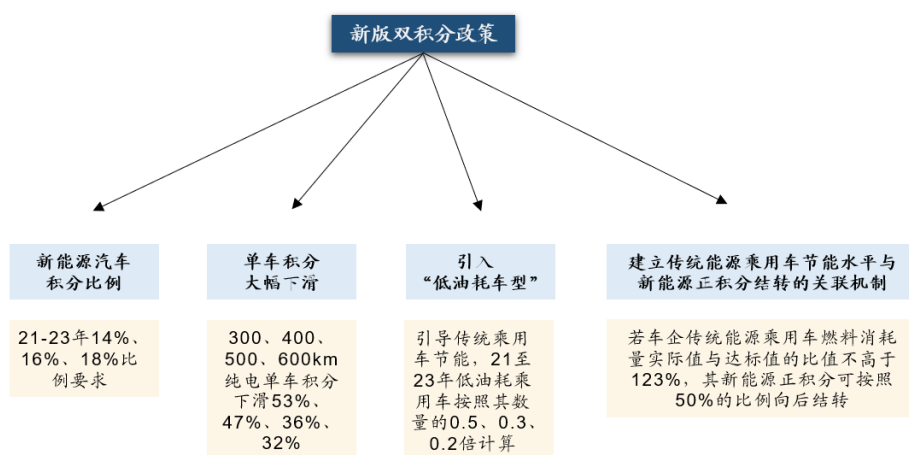 新版双积分政策
新能源汽车
积分比例
单车积分
大幅下滑
引入
“低油耗车型”
建立传统能源乘用车节能水平与
新能源正积分结转的关联机制
21-23年14%、
16%、18%比
例要求
300、400、
500、600km
纯电单车积分
下滑53%、
47%、36%、
32%
引导传统乘用
车节能，21至
23年低油耗乘
用车按照其数
量的0.5、0.3、
0.2倍计算
若车企传统能源乘用车燃料消耗
量实际值与达标值的比值不高于
123%，其新能源正积分可按照
50%的比例向后结转